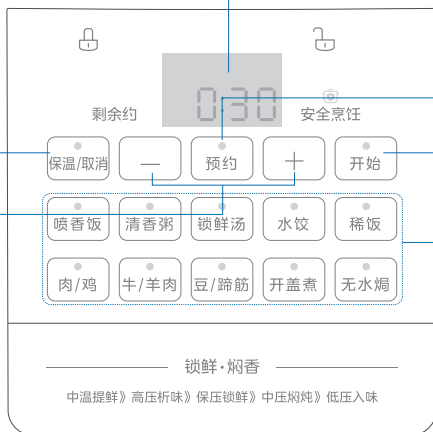 0:30
剩余约 安全烹饪
保温/取消 — 预约 + 开始
喷香饭 清香粥 锁鲜汤 水饺 稀饭
肉/鸡 牛/羊肉 豆/蹄筋 开盖煮 无水焗
锁鲜·焖香
中温提鲜》高压析味》保压锁鲜》中压焖炖》低压入味